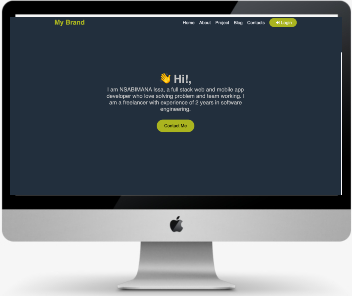 My Brand
Home About Project Blog Contacts Login
👋 Hi!,
I am NSABIMANA Issa, a full stack web and mobile app
developer who love solving problem and team working. I
am a freelancer with experience of 2 years in software
engineering.
Contact Me